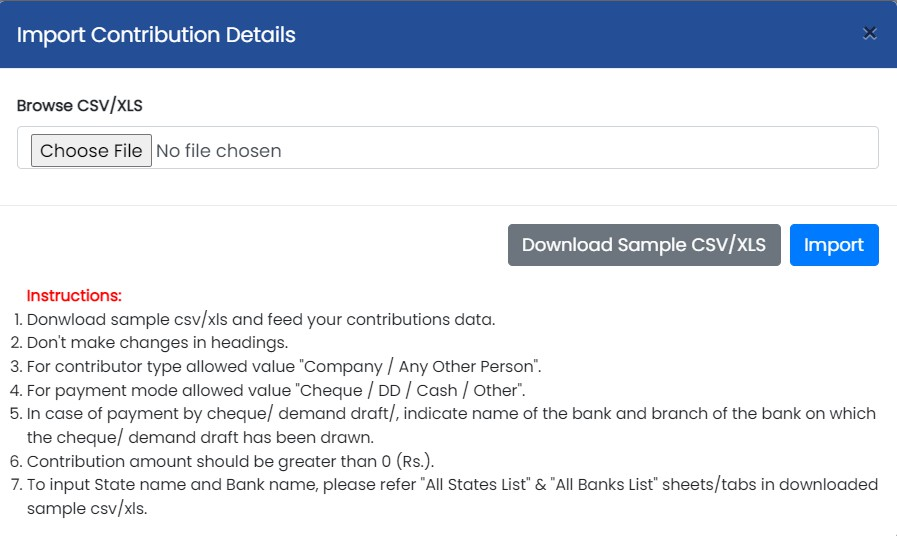 Import Contribution Details
×
Browse CSV/XLS
Choose File No file chosen
Download Sample CSV/XLS Import
Instructions:
1. Donwload sample csv/xls and feed your contributions data.
2. Don't make changes in headings.
3. For contributor type allowed value "Company / Any Other Person".
4. For payment mode allowed value "Cheque / DD / Cash / Other".
5. In case of payment by cheque/ demand draft/, indicate name of the bank and branch of the bank on which
the cheque/ demand draft has been drawn.
6. Contribution amount should be greater than 0 (Rs.).
7. To input State name and Bank name, please refer "All States List" & "All Banks List" sheets/tabs in downloaded
sample csv/xls.